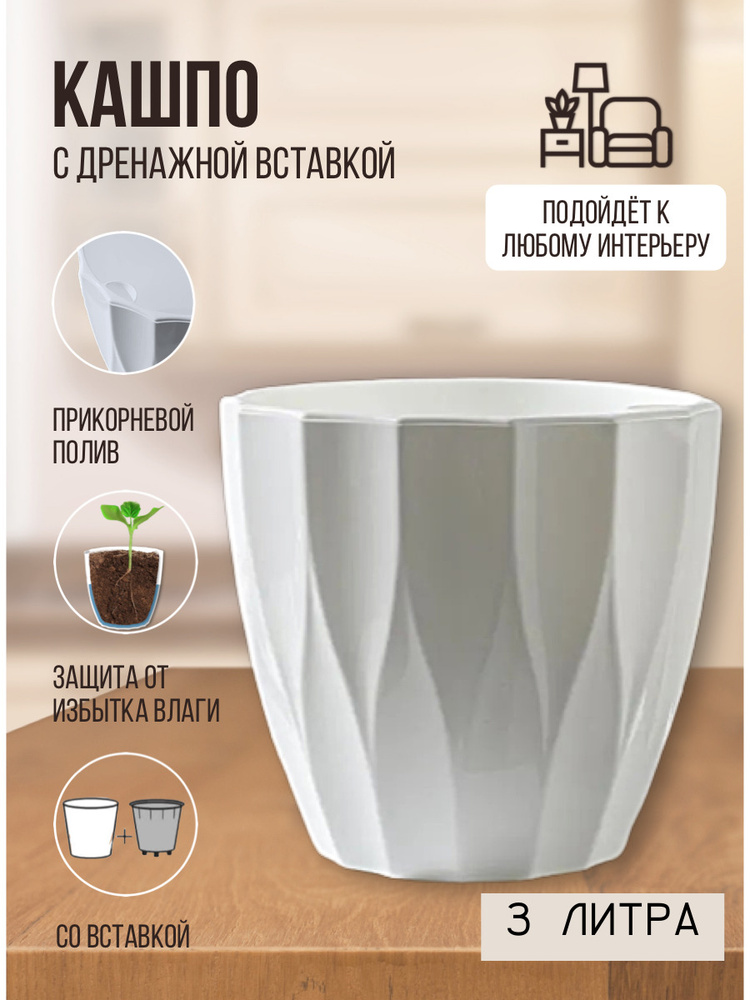 КАШПО
С ДРЕНАЖНОЙ ВСТАВКОЙ
ПОДОЙДЁТ К
ЛЮБОМУ ИНТЕРЬЕРУ
ПРИКОРНЕВОЙ
ПОЛИВ
ЗАЩИТА ОТ
ИЗБЫТКА ВЛАГИ
+
СО ВСТАВКОЙ
3 ЛИТРА